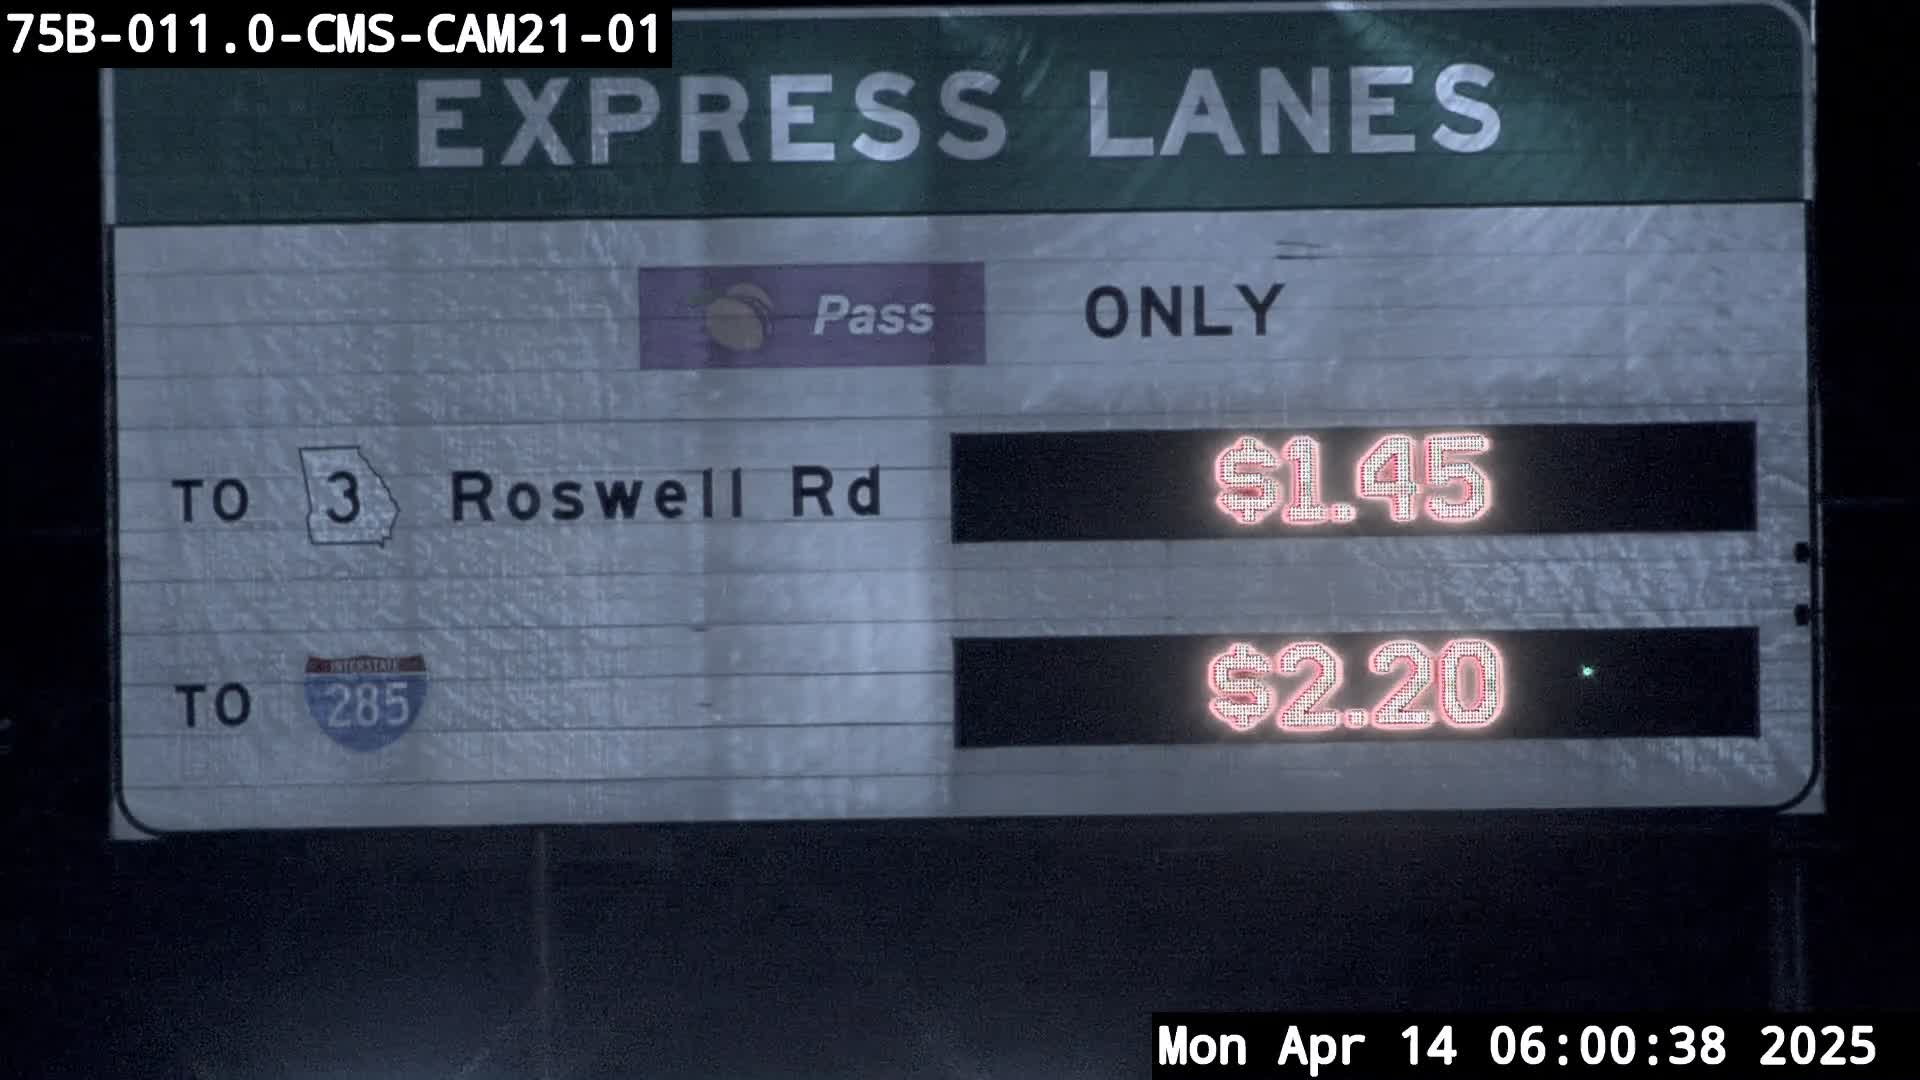 75B-011.0-CMS-CAM21-01
EXPRESS LANES
Pass ONLY
TO 3 Roswell Rd $1.45
TO INTERSTATE 285 $2.20
Mon Apr 14 06:00:38 2025